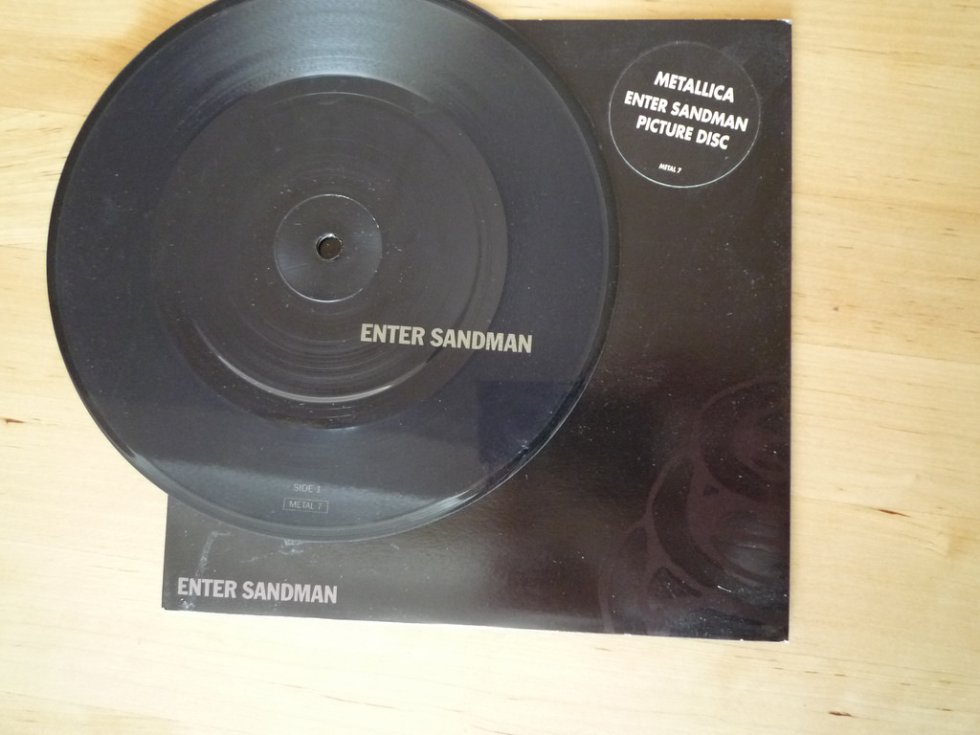 METALLICA
ENTER SANDMAN
PICTURE DISC
METAL 7
ENTER SANDMAN
SIDE 1
METAL 7
ENTER SANDMAN